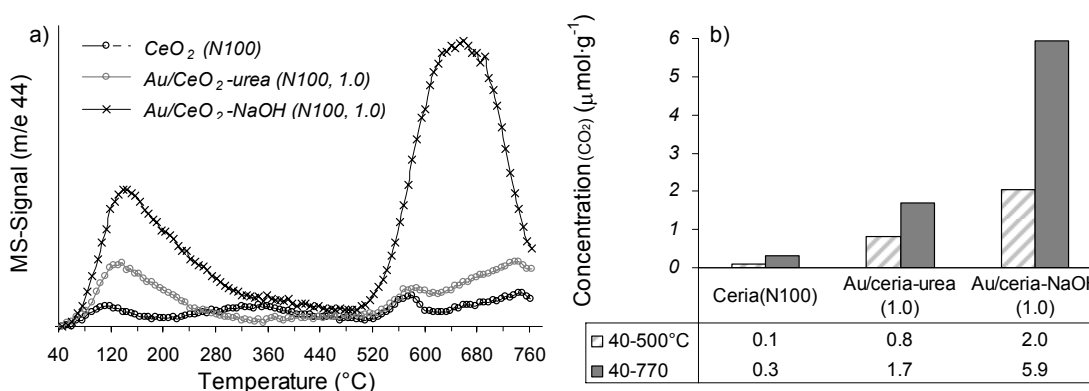 a)
CeO₂ (N100)
Au/CeO₂-urea (N100, 1.0)
Au/CeO₂-NaOH (N100, 1.0)
MS-Signal (m/e 44)
40 120 200 280 360 440 520 600 680 760
Temperature (°C)
b)
Concentration (CO₂) (µmol·g⁻¹)
6
5
4
3
2
1
0
Ceria(N100) Au/ceria-urea (1.0) Au/ceria-NaOH (1.0)
40-500°C 0.1 0.8 2.0
40-770 0.3 1.7 5.9